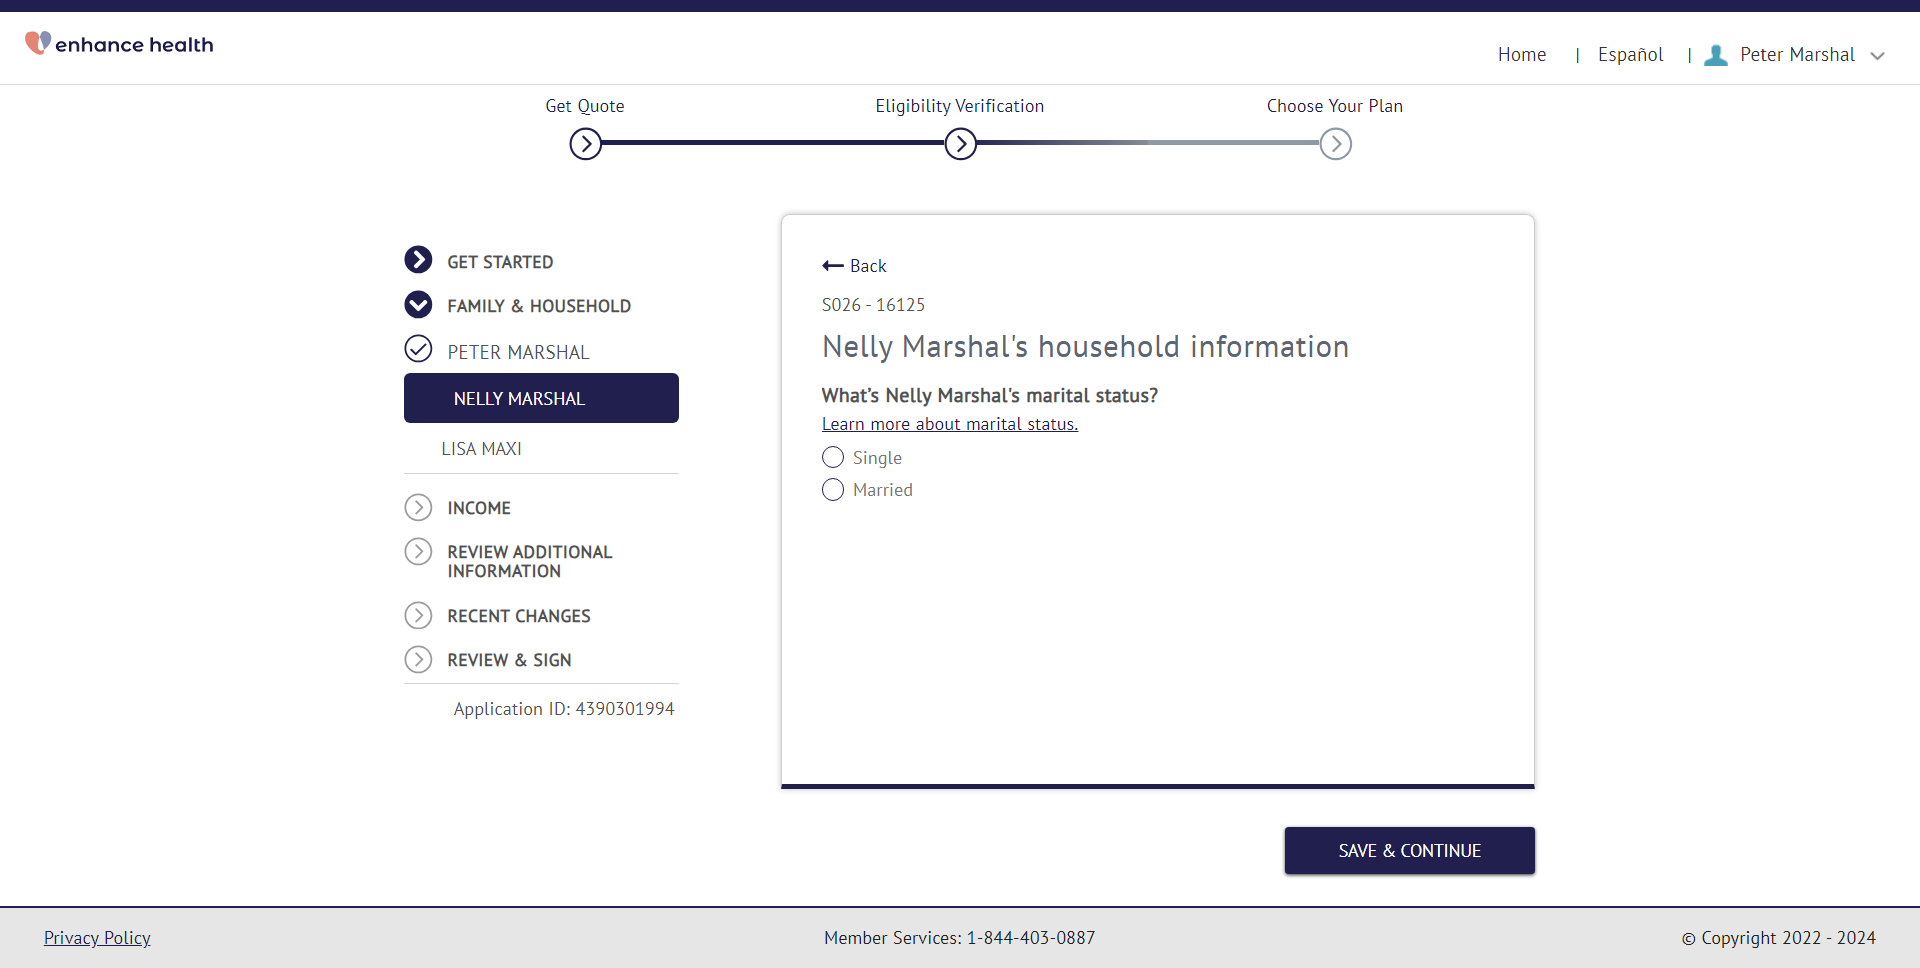 enhance health
Home | Español | Peter Marshal
Get Quote
Eligibility Verification
Choose Your Plan
GET STARTED
FAMILY & HOUSEHOLD
PETER MARSHAL
NELLY MARSHAL
LISA MAXI
INCOME
REVIEW ADDITIONAL
INFORMATION
RECENT CHANGES
REVIEW & SIGN
Application ID: 4390301994
Back
S026 - 16125
Nelly Marshal's household information
What’s Nelly Marshal's marital status?
Learn more about marital status.
Single
Married
SAVE & CONTINUE
Privacy Policy
Member Services: 1-844-403-0887
© Copyright 2022 - 2024